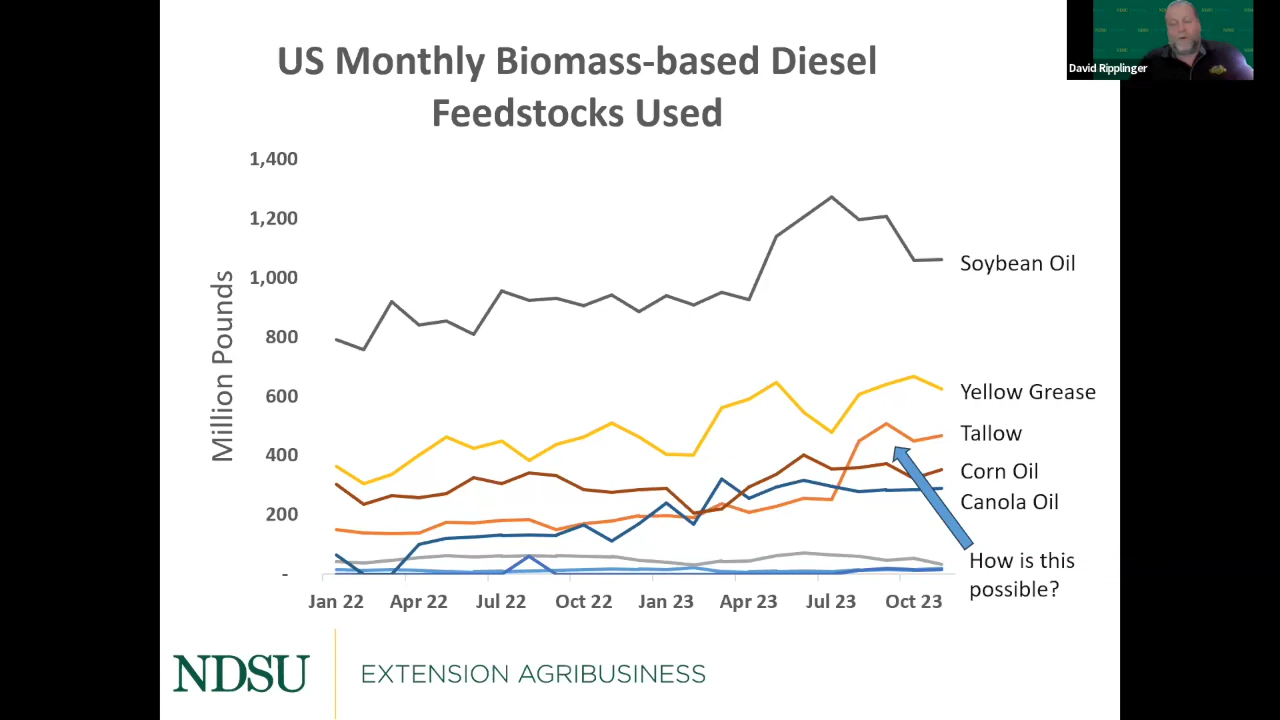 David Ripplinger
US Monthly Biomass-based Diesel
Feedstocks Used
Million Pounds
1,400
1,200
1,000
800
600
400
200
-
Soybean Oil
Yellow Grease
Tallow
Corn Oil
Canola Oil
How is this
possible?
Jan 22 Apr 22 Jul 22 Oct 22 Jan 23 Apr 23 Jul 23 Oct 23
NDSU EXTENSION AGRIBUSINESS